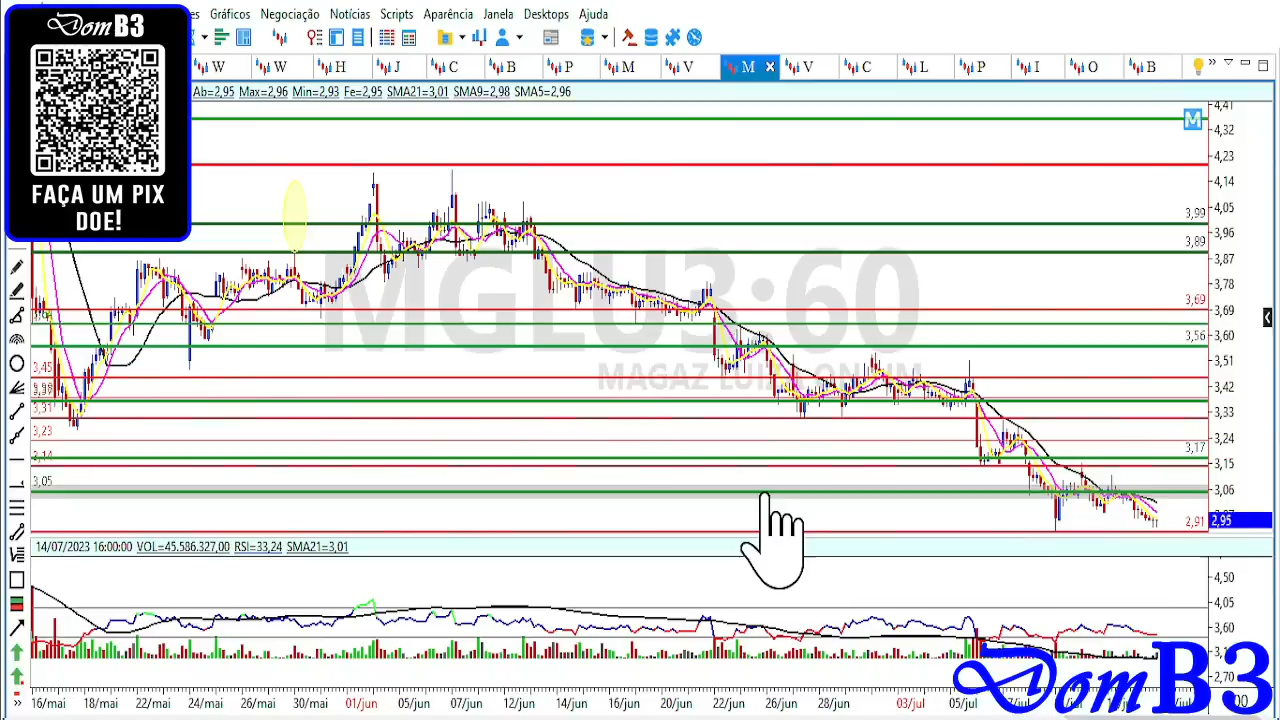 DomB3
FAÇA UM PIX
DOE!
Gráficos Negociação Notícias Scripts Aparência Janela Desktops Ajuda
W W H J C B P M V M V C L P I O B
Ab=2,95 Max=2,96 Min=2,93 Fe=2,95 SMA21=3,01 SMA9=2,98 SMA5=2,96
M
4,41
4,32
4,23
4,14
4,05
3,96
3,87
3,78
3,69
3,60
3,51
3,42
3,33
3,24
3,15
3,06
2,95
3,99
3,89
3,69
3,56
3,17
2,91
3,45
3,31
3,23
3,14
3,05
MGLU3:60
14/07/2023 16:00:00 VOL=45.586.327,00 RSI=33,24 SMA21=3,01
4,50
4,05
3,60
2,70
DomB3
16/mai 18/mai 22/mai 24/mai 26/mai 30/mai 01/jun 05/jun 07/jun 12/jun 14/jun 16/jun 20/jun 22/jun 26/jun 28/jun 03/jul 05/jul